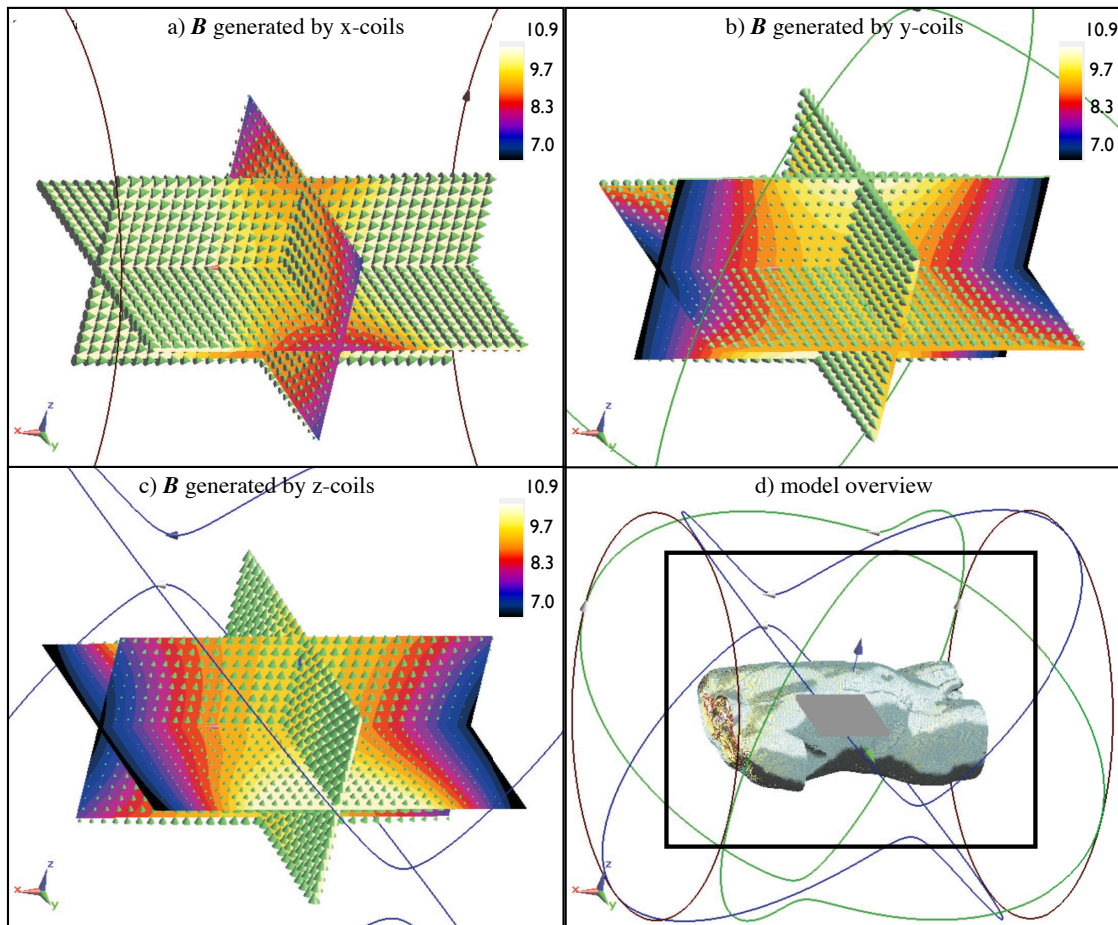 a) B generated by x-coils
10.9
9.7
8.3
7.0
x
y
z
b) B generated by y-coils
10.9
9.7
8.3
7.0
x
y
z
c) B generated by z-coils
10.9
9.7
8.3
7.0
x
y
z
d) model overview
x
y
z